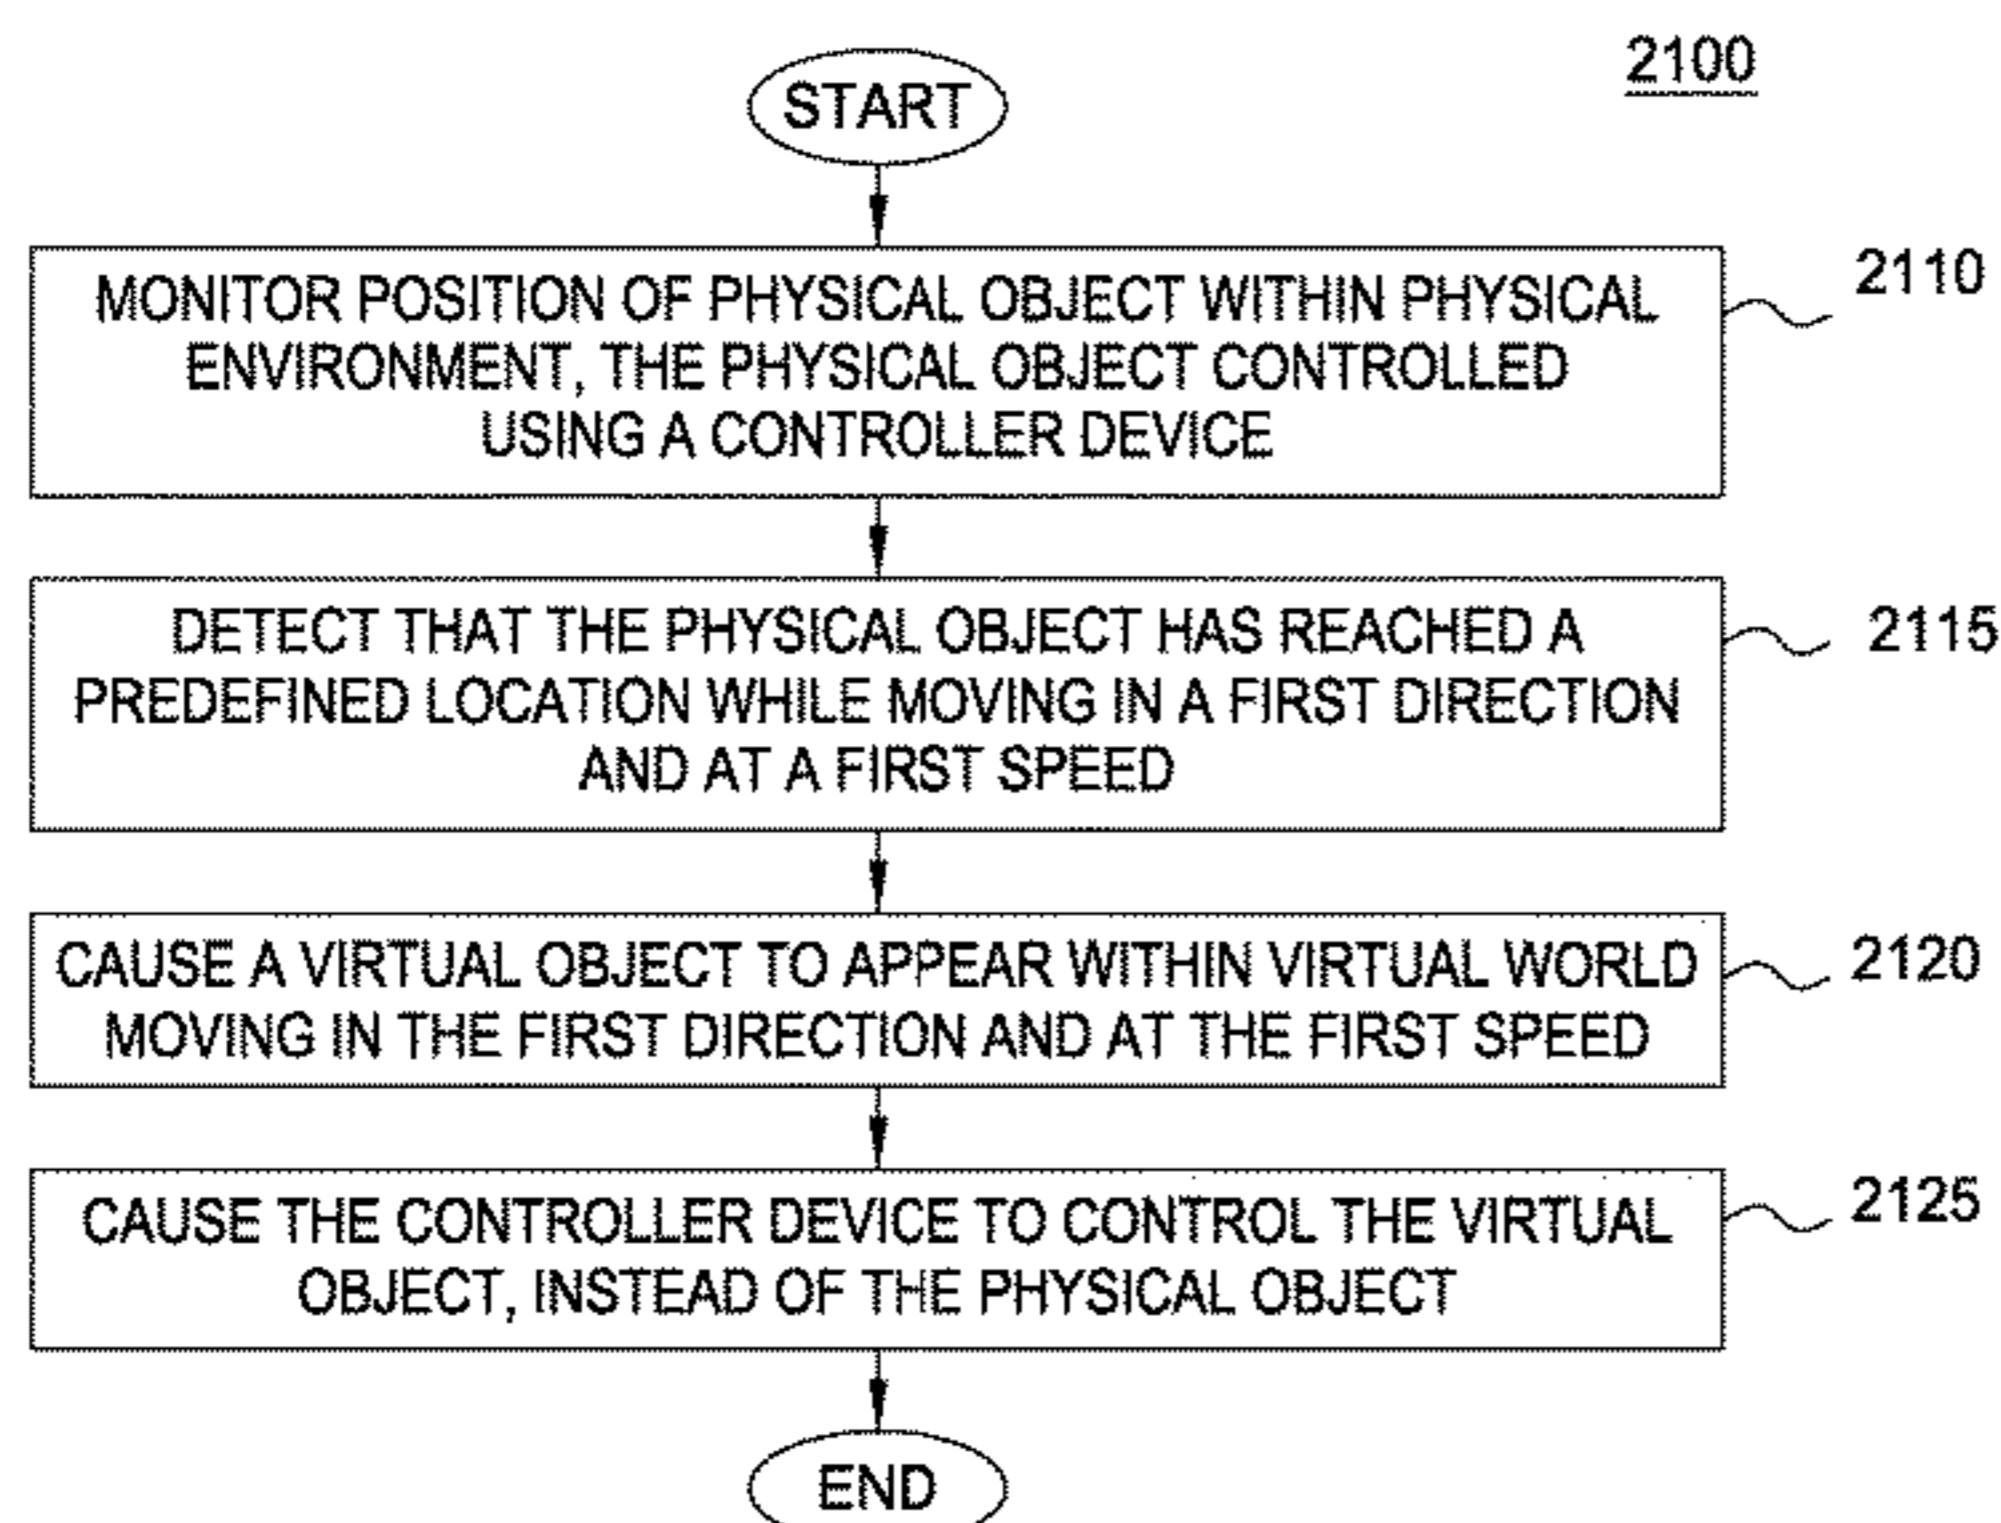 2100
START
MONITOR POSITION OF PHYSICAL OBJECT WITHIN PHYSICAL
ENVIRONMENT, THE PHYSICAL OBJECT CONTROLLED
USING A CONTROLLER DEVICE
2110
DETECT THAT THE PHYSICAL OBJECT HAS REACHED A
PREDEFINED LOCATION WHILE MOVING IN A FIRST DIRECTION
AND AT A FIRST SPEED
2115
CAUSE A VIRTUAL OBJECT TO APPEAR WITHIN VIRTUAL WORLD
MOVING IN THE FIRST DIRECTION AND AT THE FIRST SPEED
2120
CAUSE THE CONTROLLER DEVICE TO CONTROL THE VIRTUAL
OBJECT, INSTEAD OF THE PHYSICAL OBJECT
2125
END